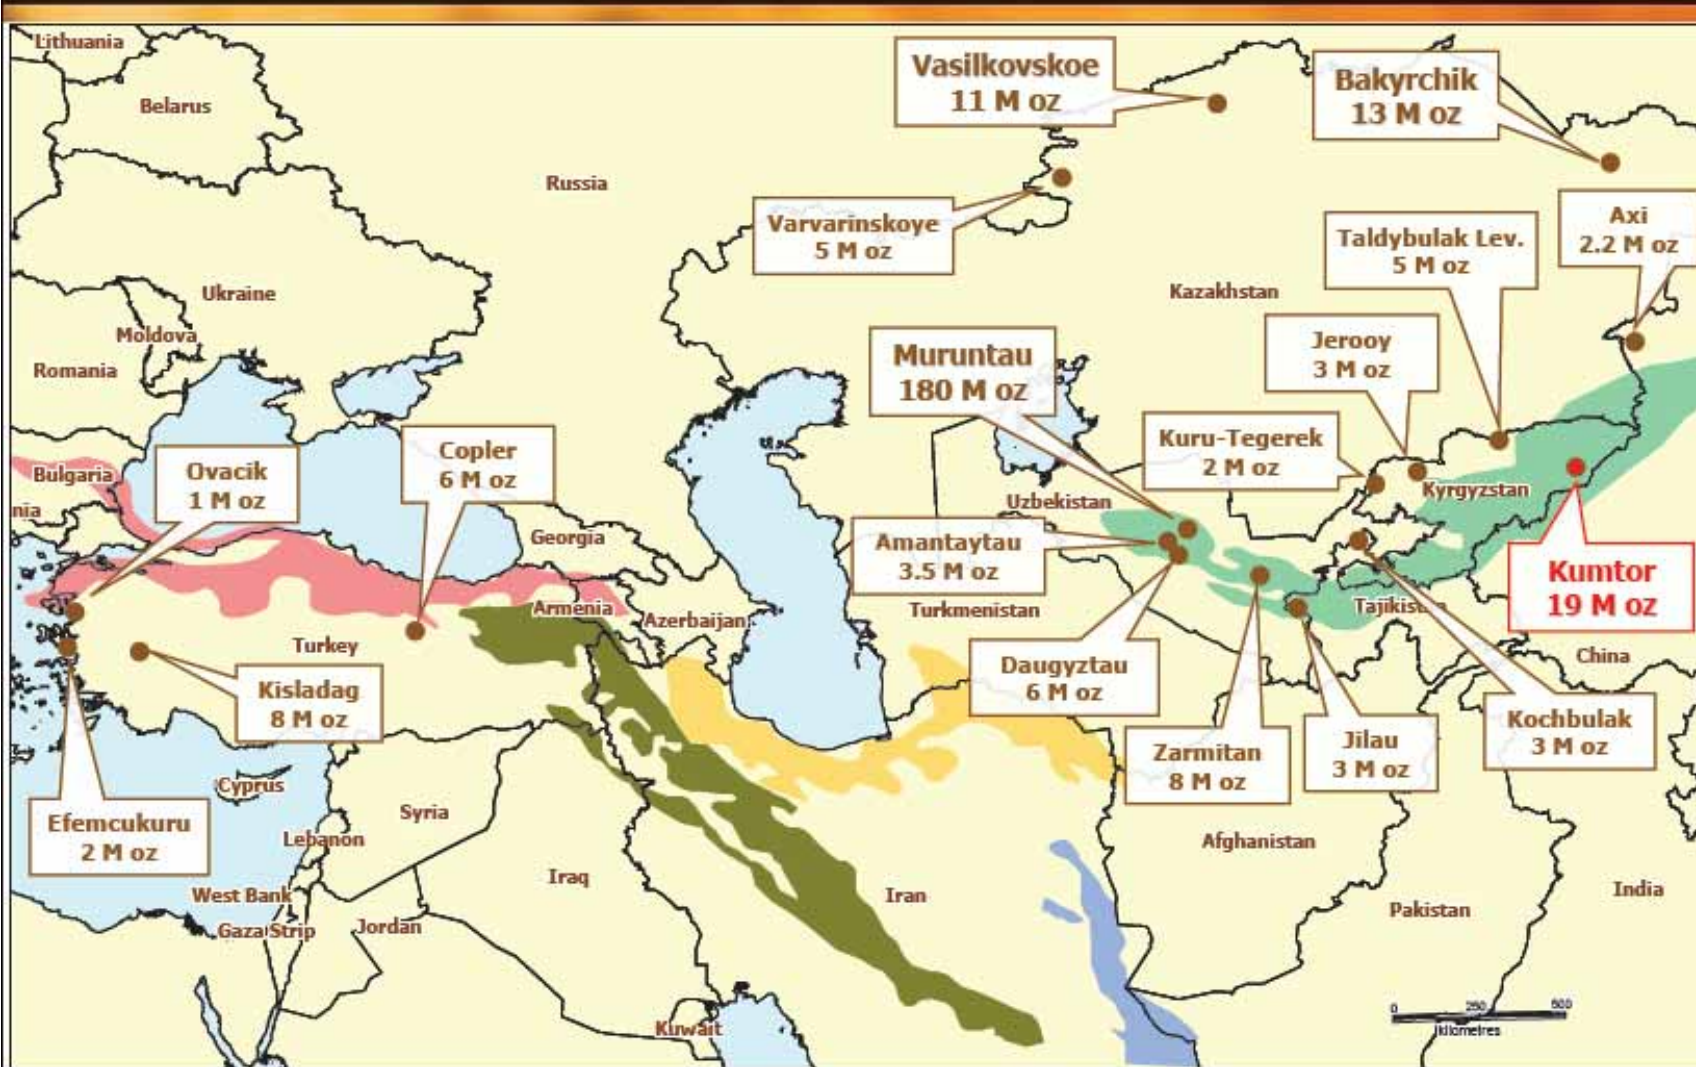 Lithuania
Belarus
Russia
Vasilkovskoe
11 M oz
Bakyrchik
13 M oz
Varvarinskoye
5 M oz
Taldybulak Lev.
5 M oz
Axi
2.2 M oz
Ukraine
Moldova
Romania
Kazakhstan
Muruntau
180 M oz
Jerooy
3 M oz
Kuru-Tegerek
2 M oz
Bulgaria
nia
Ovacik
1 M oz
Copler
6 M oz
Uzbekistan
Kyrgyzstan
Georgia
Amantaytau
3.5 M oz
Kumtor
19 M oz
Armenia
Azerbaijan
Turkmenistan
Tajikistan
Turkey
Kisladag
8 M oz
Daugyztau
6 M oz
China
Zarmitan
8 M oz
Jilau
3 M oz
Kochbulak
3 M oz
Cyprus
Syria
Efemcukuru
2 M oz
Lebanon
Afghanistan
Iraq
Iran
West Bank
Gaza Strip
Jordan
Pakistan
India
Kuwait
0 250 500
kilometres